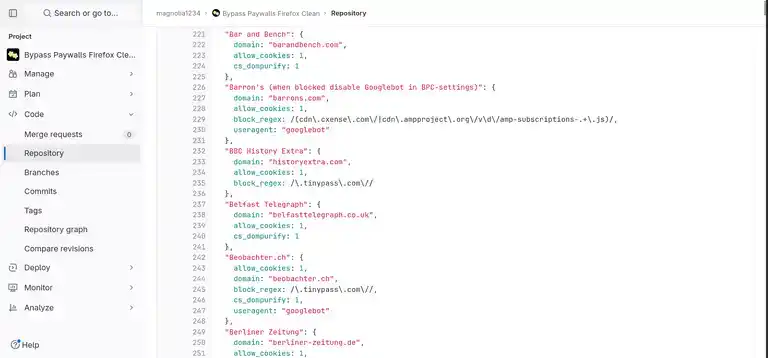 Search or go to...
magnolia1234 › Bypass Paywalls Firefox Clean › Repository
Project
Bypass Paywalls Firefox Cle...
Manage
Plan
Code
Merge requests 0
Repository
Branches
Commits
Tags
Repository graph
Compare revisions
Deploy
Monitor
Analyze
Help
221 "Bar and Bench": {
222 domain: "barandbench.com",
223 allow_cookies: 1,
224 cs_dompurify: 1
225 },
226 "Barron's (when blocked disable Googlebot in BPC-settings)": {
227 domain: "barrons.com",
228 allow_cookies: 1,
229 block_regex: /(cdn\.cxense\.com\/|cdn\.ampproject\.org\/v\d\/amp-subscriptions-.+\.js)/,
230 useragent: "googlebot"
231 },
232 "BBC History Extra": {
233 domain: "historyextra.com",
234 allow_cookies: 1,
235 block_regex: /\.tinypass\.com\//
236 },
237 "Belfast Telegraph": {
238 domain: "belfasttelegraph.co.uk",
239 allow_cookies: 1,
240 cs_dompurify: 1
241 },
242 "Beobachter.ch": {
243 allow_cookies: 1,
244 domain: "beobachter.ch",
245 block_regex: /\.tinypass\.com\//,
246 cs_dompurify: 1,
247 useragent: "googlebot"
248 },
249 "Berliner Zeitung": {
250 domain: "berliner-zeitung.de",
251 allow_cookies: 1,